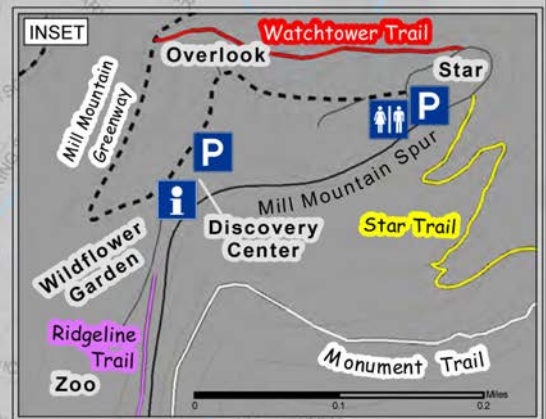 INSET
Watchtower Trail
Overlook
Star
Mill Mountain
Greenway
P
P
i
Mill Mountain Spur
Discovery
Center
Star Trail
Wildflower
Garden
Ridgeline
Trail
Monument Trail
Zoo
Miles
0
0.1
0.2